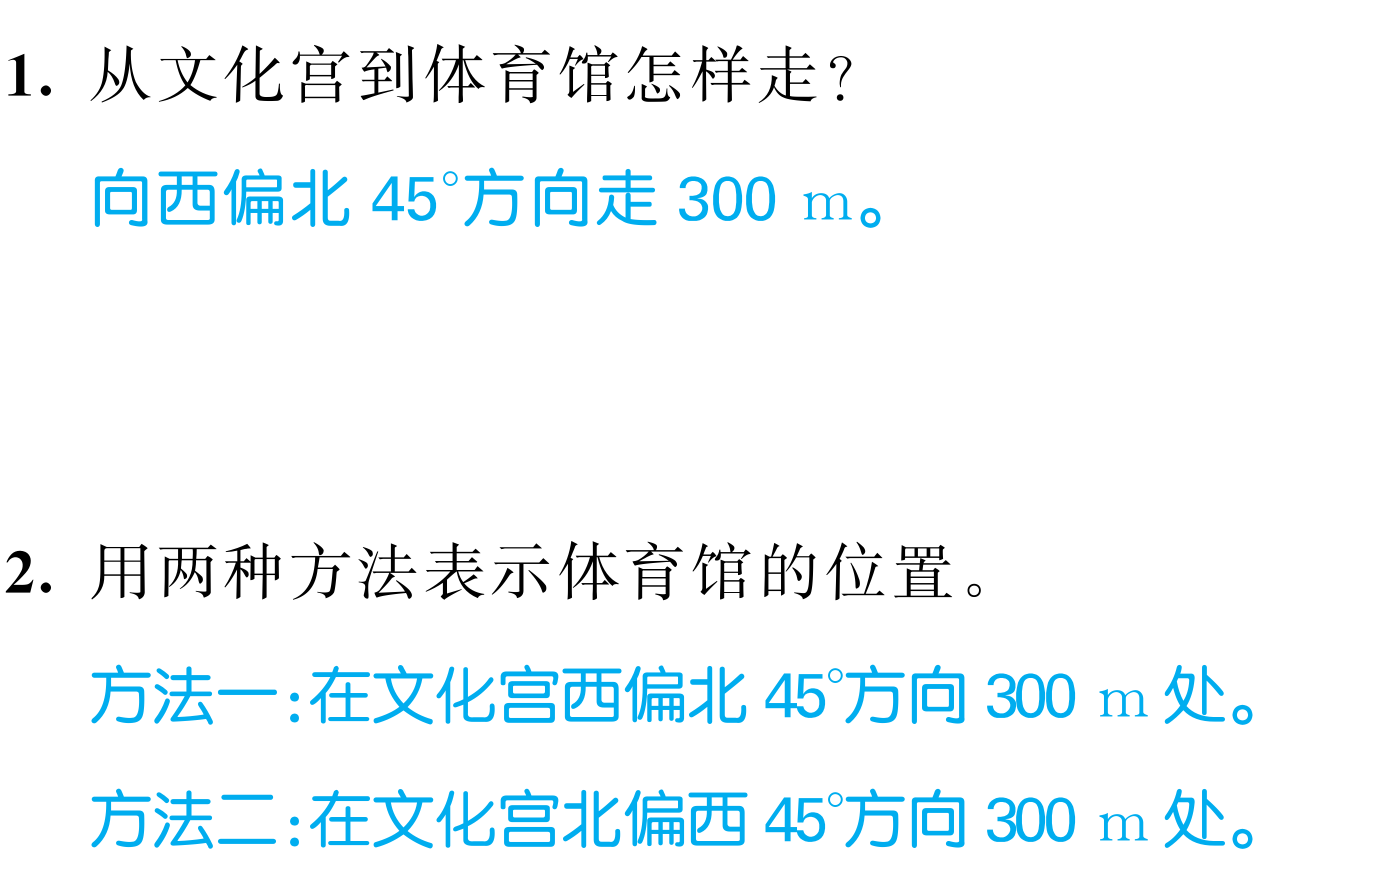 1. 从文化宫到体育馆怎样走?
向西偏北 45°方向走 300 m。
2. 用两种方法表示体育馆的位置。
方法一:在文化宫西偏北 45°方向 300 m 处。
方法二:在文化宫北偏西 45°方向 300 m 处。